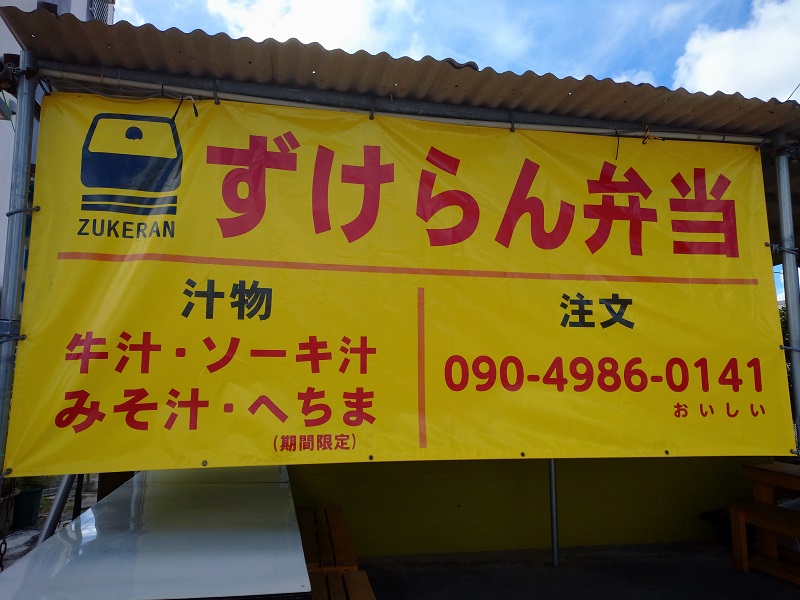 ずけらん弁当
ZUKERAN
汁物
牛汁・ソーキ汁
みそ汁・へちま
(期間限定)
注文
090-4986-0141
おいしい